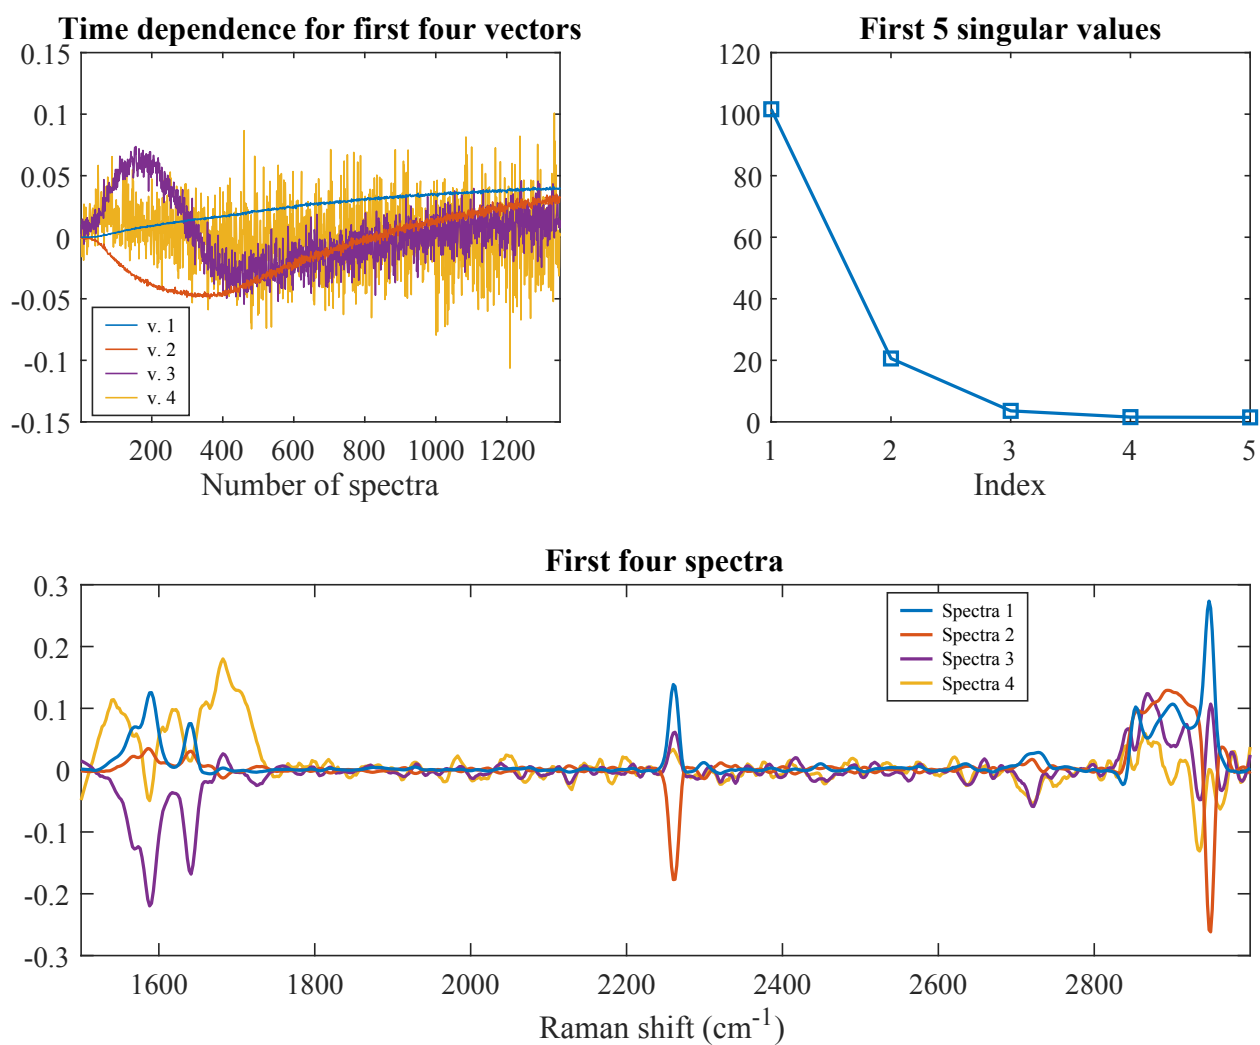 Time dependence for first four vectors
0.15
0.1
0.05
0
-0.05
-0.1
-0.15
v. 1
v. 2
v. 3
v. 4
200 400 600 800 1000 1200
Number of spectra
First 5 singular values
120
100
80
60
40
20
0
1 2 3 4 5
Index
First four spectra
0.3
0.2
0.1
0
-0.1
-0.2
-0.3
Spectra 1
Spectra 2
Spectra 3
Spectra 4
1600 1800 2000 2200 2400 2600 2800
Raman shift (cm⁻¹)